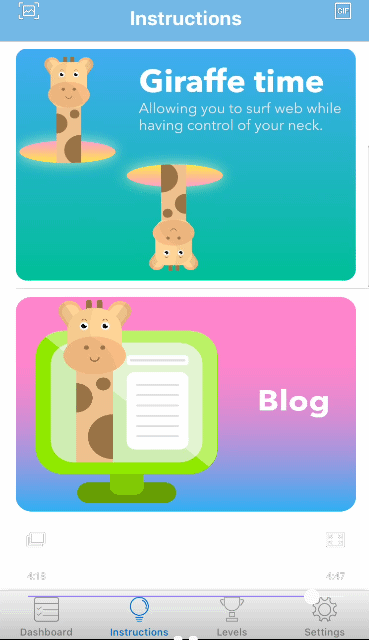 Instructions
GIF
Giraffe time
Allowing you to surf web while
having control of your neck.
Blog
4:18
4:47
Dashboard
Instructions
Levels
Settings